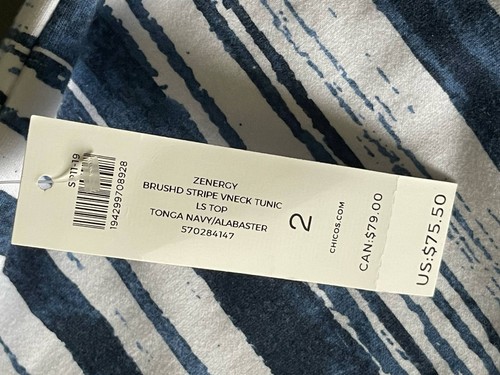 194299708928
ZENERGY
BRUSHD STRIPE VNECK TUNIC
LS TOP
TONGA NAVY/ALABASTER
570284147
2
CHICOS.COM
CAN:$79.00
US:$75.50